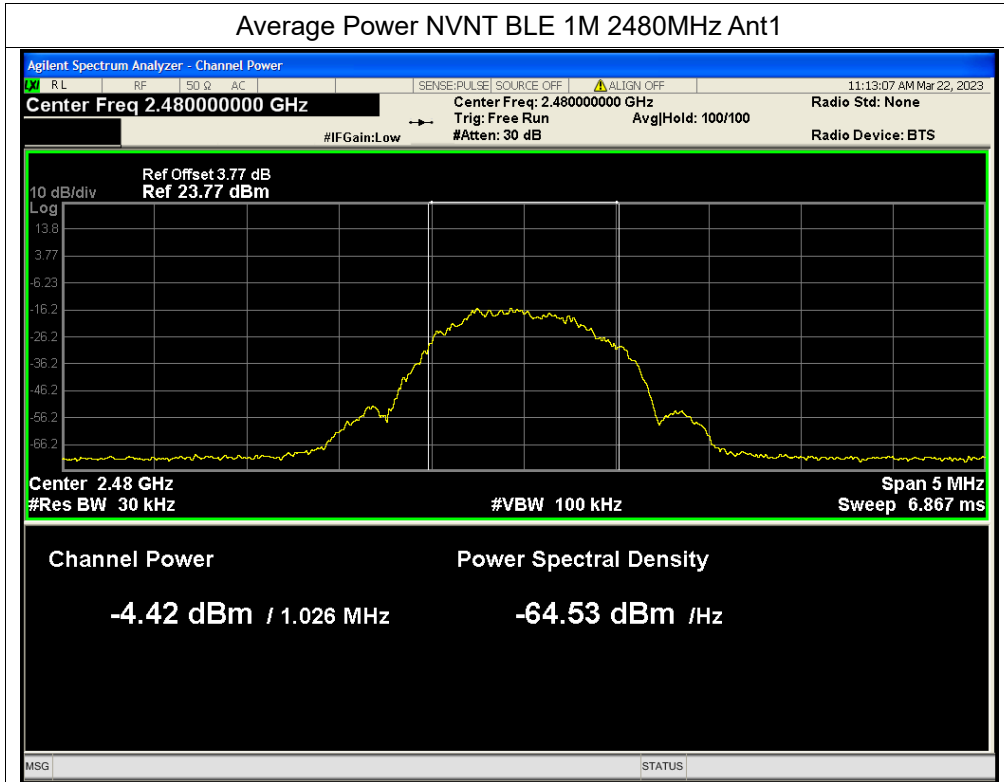 Average Power NVNT BLE 1M 2480MHz Ant1
Agilent Spectrum Analyzer - Channel Power
LXI RL RF 50 Ω AC SENSE:PULSE SOURCE OFF ALIGN OFF 11:13:07 AM Mar 22, 2023
Center Freq 2.480000000 GHz
Center Freq: 2.480000000 GHz Radio Std: None
Trig: Free Run Avg|Hold: 100/100
#IFGain:Low #Atten: 30 dB Radio Device: BTS
Ref Offset 3.77 dB
10 dB/div Ref 23.77 dBm
Log
13.8
3.77
-6.23
-16.2
-26.2
-36.2
-46.2
-56.2
-66.2
Center 2.48 GHz Span 5 MHz
#Res BW 30 kHz #VBW 100 kHz Sweep 6.867 ms
Channel Power Power Spectral Density
-4.42 dBm / 1.026 MHz -64.53 dBm /Hz
MSG STATUS